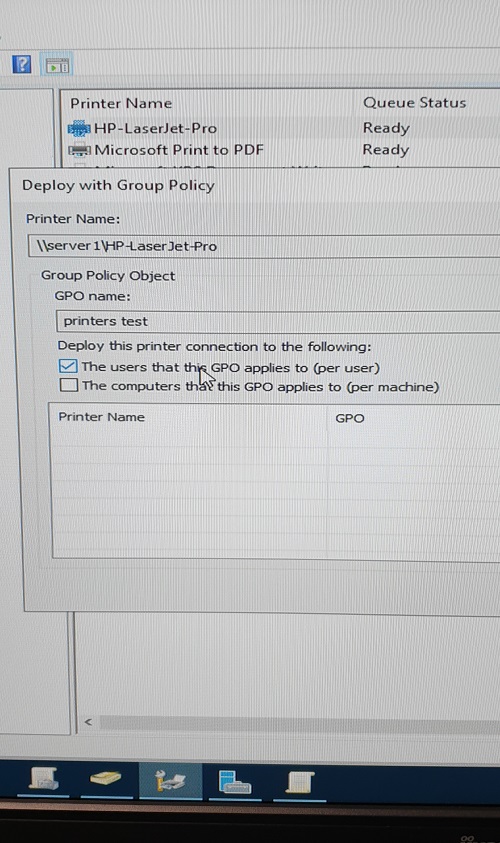 Printer Name Queue Status
HP-LaserJet-Pro Ready
Microsoft Print to PDF Ready
Deploy with Group Policy
Printer Name:
\\server1\HP-LaserJet-Pro
Group Policy Object
GPO name:
printers test
Deploy this printer connection to the following:
The users that this GPO applies to (per user)
The computers that this GPO applies to (per machine)
Printer Name GPO